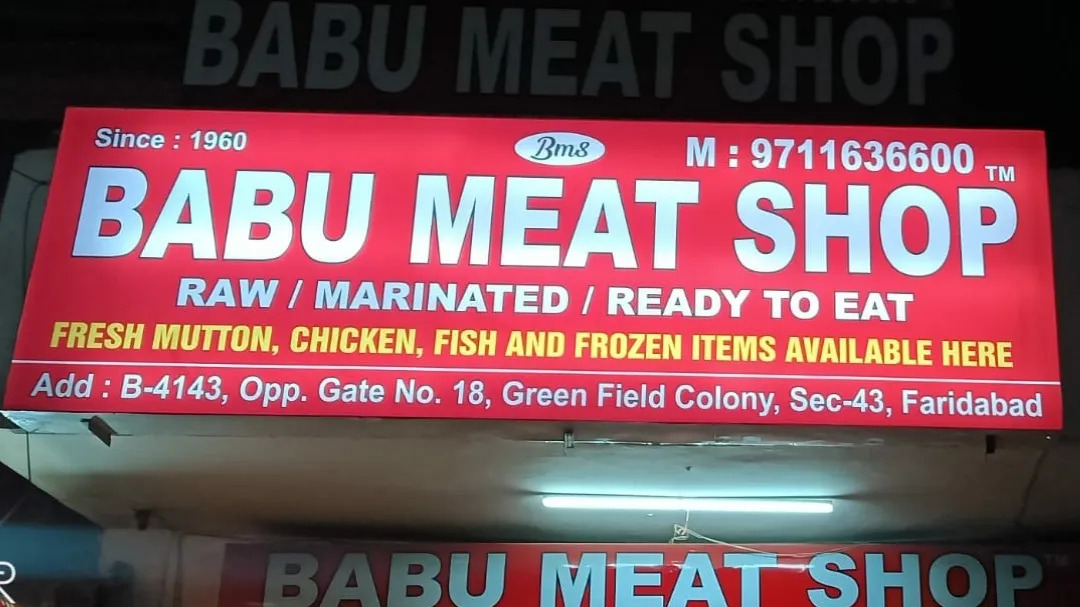 BABU MEAT SHOP
Since : 1960
Bms
M : 9711636600
BABU MEAT SHOP TM
RAW / MARINATED / READY TO EAT
FRESH MUTTON, CHICKEN, FISH AND FROZEN ITEMS AVAILABLE HERE
Add : B-4143, Opp. Gate No. 18, Green Field Colony, Sec-43, Faridabad
BABU MEAT SHOP TM